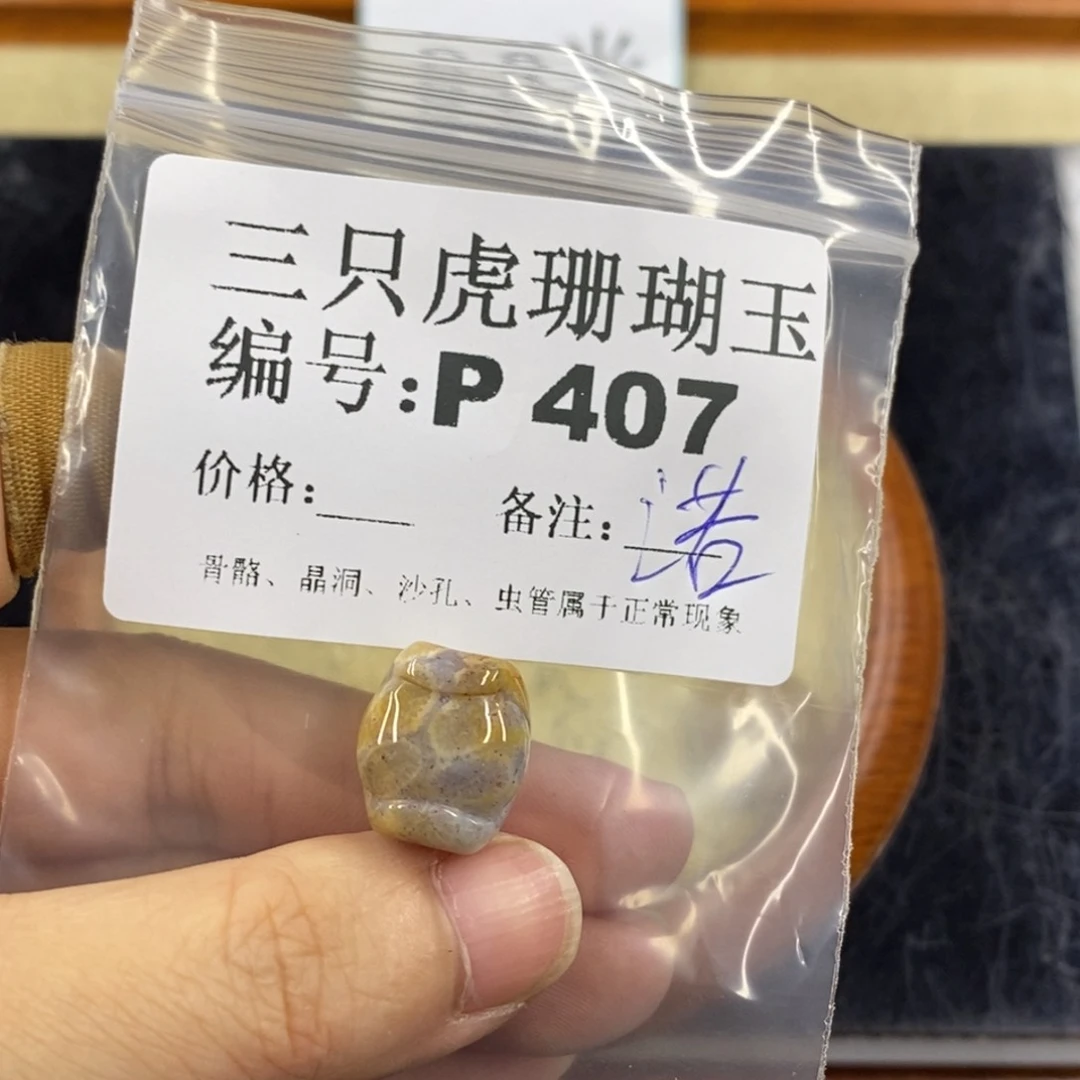 三只虎珊瑚玉
编号:P 407
价格:____ 备注:诺
骨骼、晶洞、沙孔、虫管属于正常现象